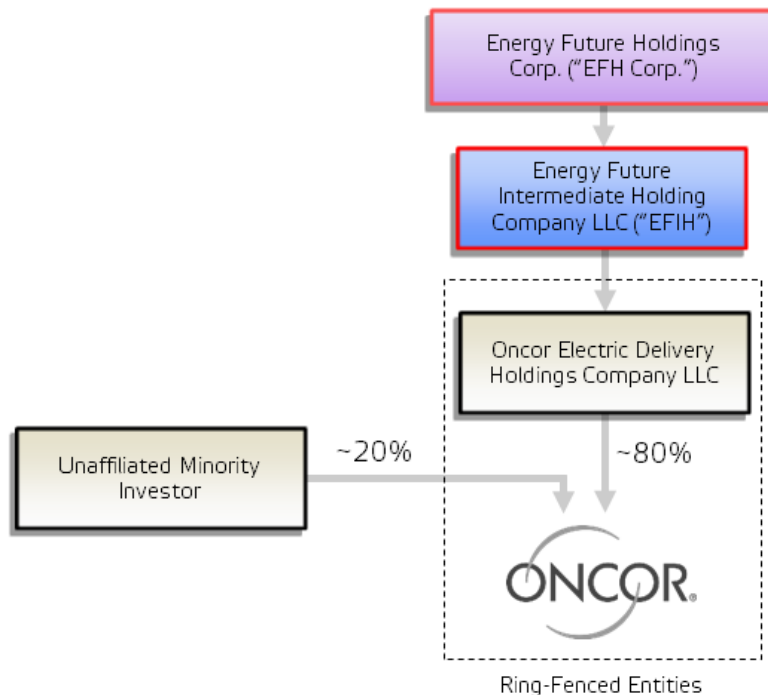 Energy Future Holdings
Corp. (“EFH Corp.”)
Energy Future
Intermediate Holding
Company LLC (“EFIH”)
Oncor Electric Delivery
Holdings Company LLC
Unaffiliated Minority
Investor
~20%
~80%
ONCOR®
Ring-Fenced Entities